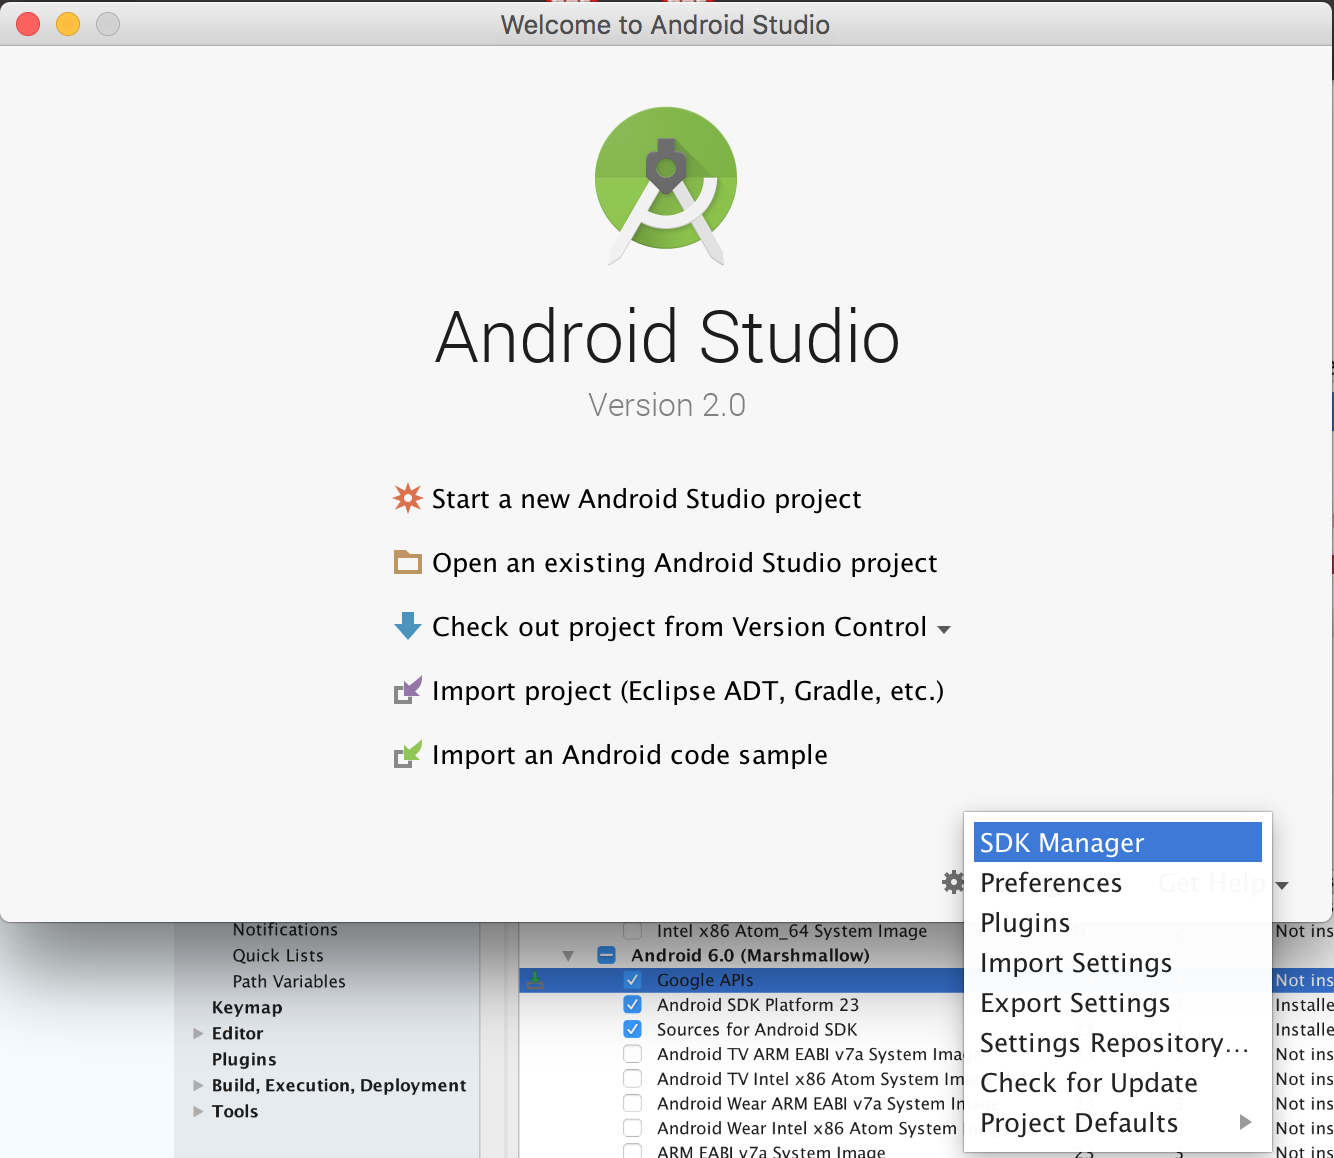 Welcome to Android Studio
Android Studio
Version 2.0
Start a new Android Studio project
Open an existing Android Studio project
Check out project from Version Control
Import project (Eclipse ADT, Gradle, etc.)
Import an Android code sample
SDK Manager
Preferences
Get Help
Plugins
Import Settings
Export Settings
Settings Repository...
Check for Update
Project Defaults
Notifications
Quick Lists
Path Variables
Keymap
Editor
Plugins
Build, Execution, Deployment
Tools
Intel x86 Atom_64 System Image Not ins
Android 6.0 (Marshmallow)
Google APIs Not ins
Android SDK Platform 23 Installe
Sources for Android SDK Installe
Android TV ARM EABI v7a System Imag Not ins
Android TV Intel x86 Atom System Im Not ins
Android Wear ARM EABI v7a System In Not ins
Android Wear Intel x86 Atom System Not ins
ARM EABI v7a System Image 23 3 Not ins